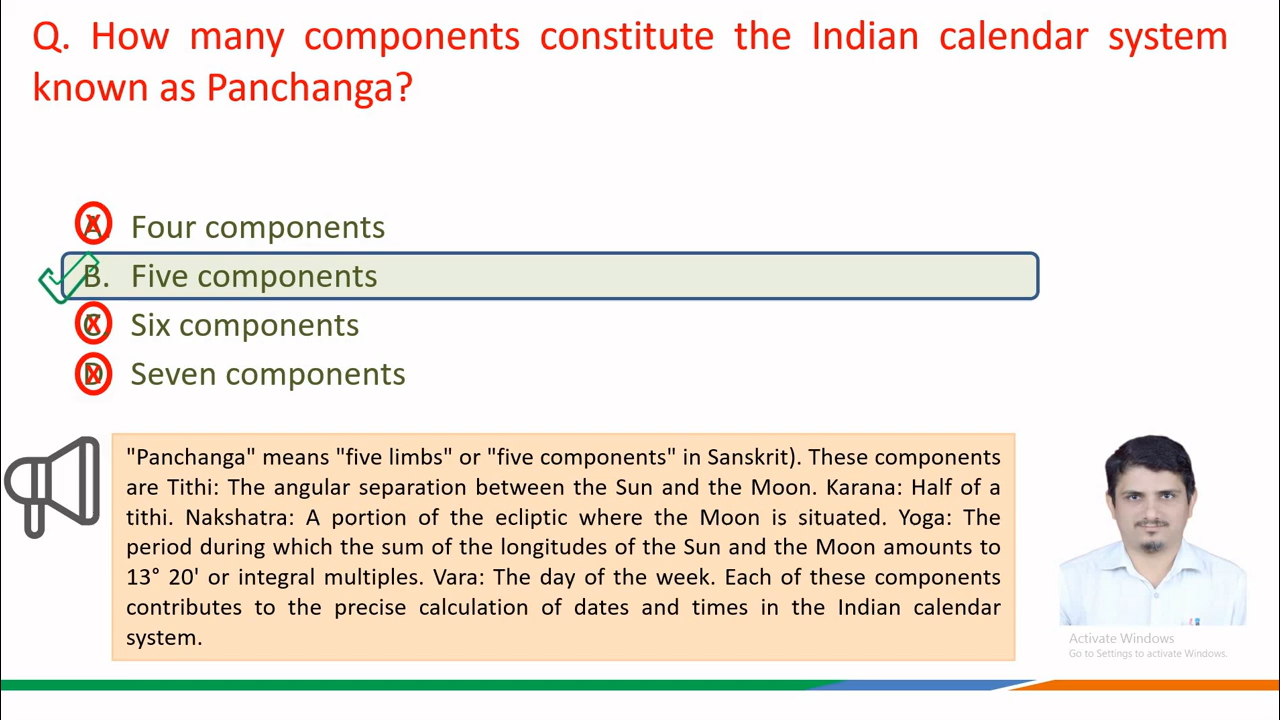 Q. How many components constitute the Indian calendar system
known as Panchanga?
A. Four components
B. Five components
C. Six components
D. Seven components
"Panchanga" means "five limbs" or "five components" in Sanskrit). These components
are Tithi: The angular separation between the Sun and the Moon. Karana: Half of a
tithi. Nakshatra: A portion of the ecliptic where the Moon is situated. Yoga: The
period during which the sum of the longitudes of the Sun and the Moon amounts to
13° 20' or integral multiples. Vara: The day of the week. Each of these components
contributes to the precise calculation of dates and times in the Indian calendar
system.
Activate Windows
Go to Settings to activate Windows.